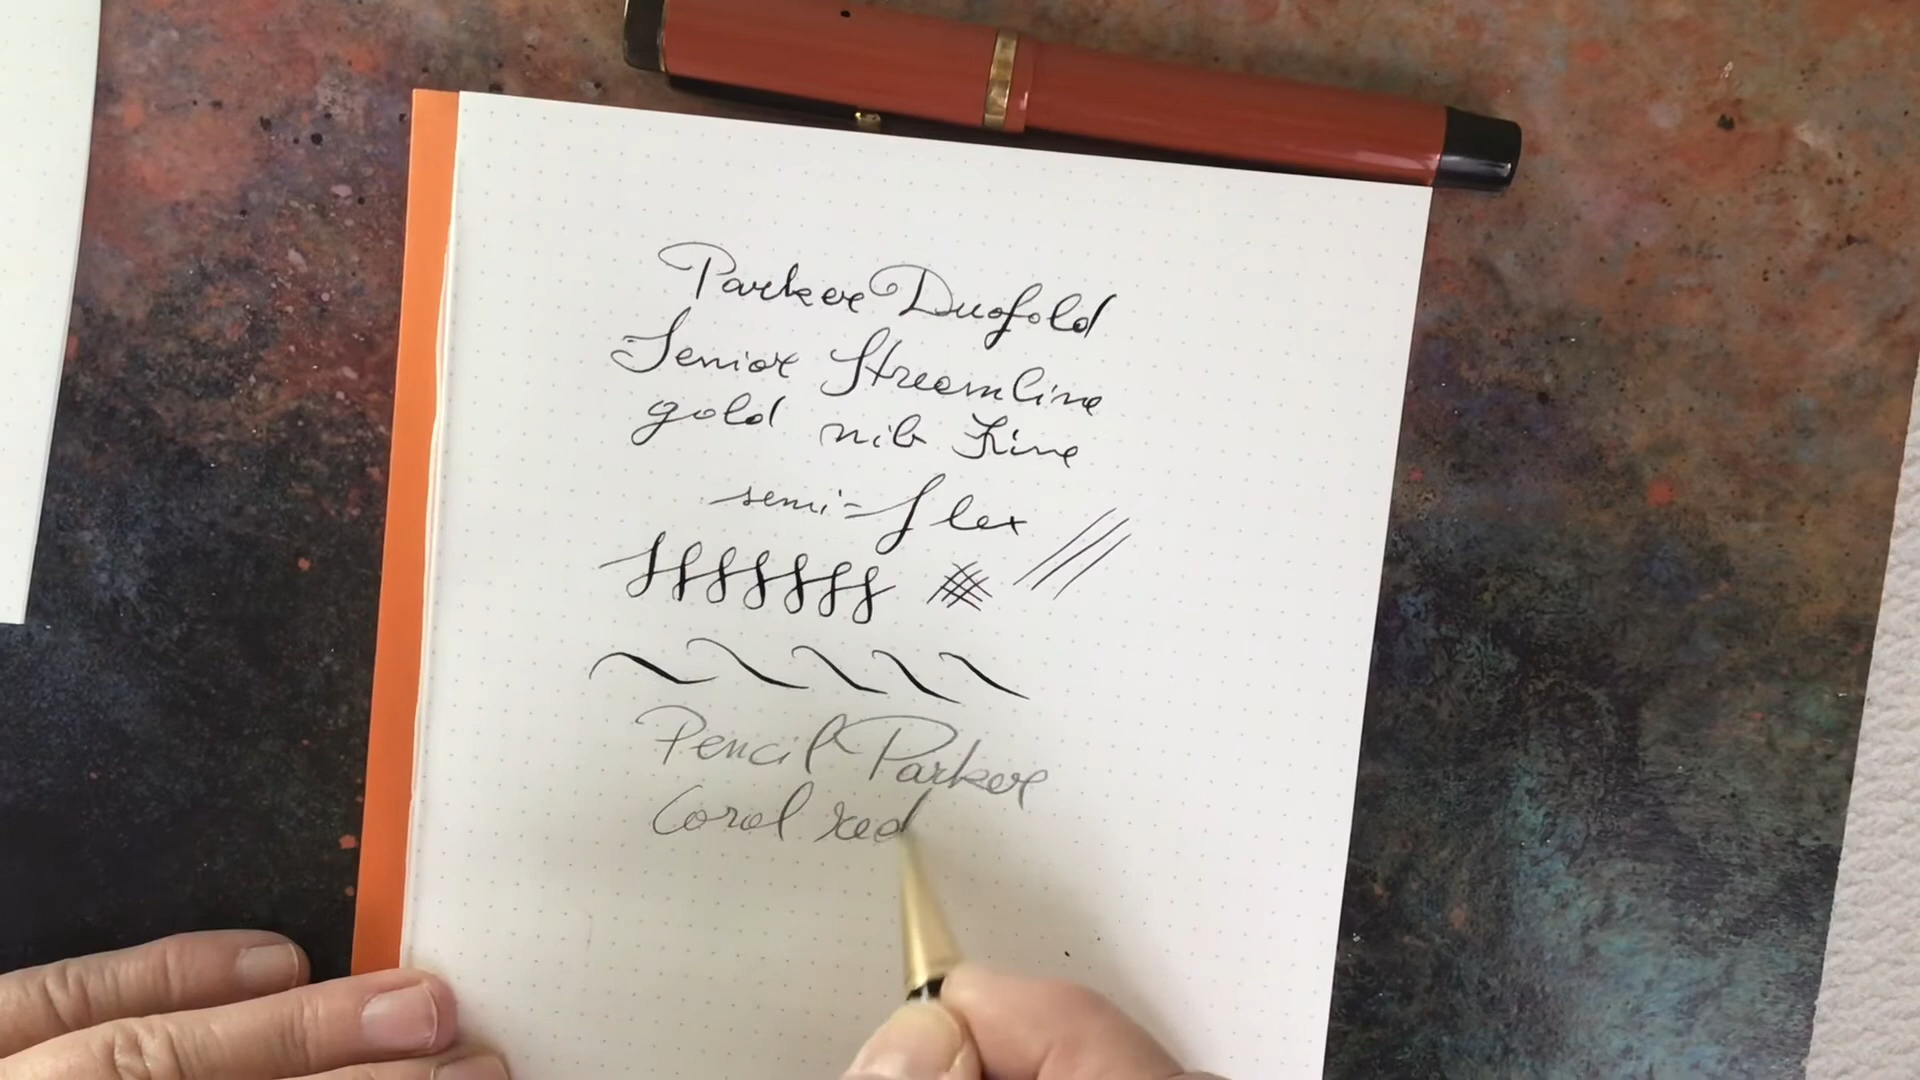 Parker Duofold
Senior Streamline
gold nib Fine
semi-flex
Pencil Parker
Coral red